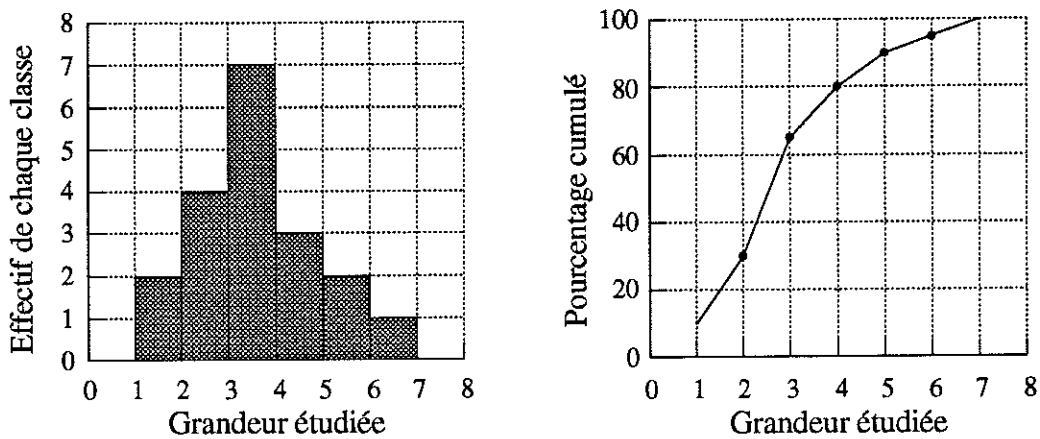 Effectif de chaque classe
8
7
6
5
4
3
2
1
0
0 1 2 3 4 5 6 7 8
Grandeur étudiée
Pourcentage cumulé
100
80
60
40
20
0
0 1 2 3 4 5 6 7 8
Grandeur étudiée